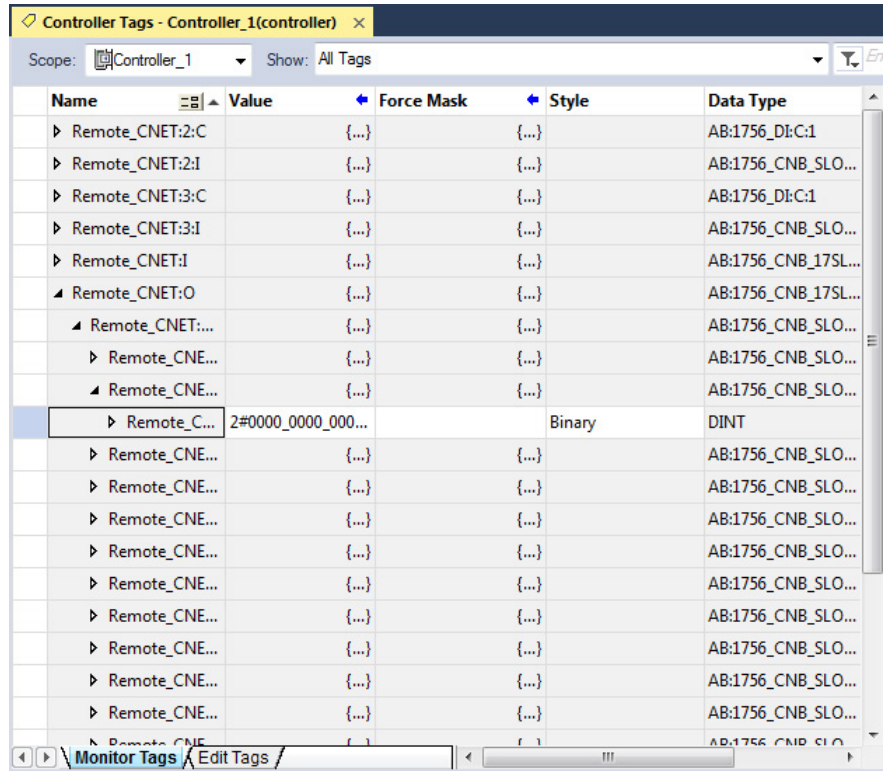 Controller Tags - Controller_1(controller) ×
Scope: Controller_1 Show: All Tags En
Name Value Force Mask Style Data Type
Remote_CNET:2:C {...} {...} AB:1756_DI:C:1
Remote_CNET:2:I {...} {...} AB:1756_CNB_SLO...
Remote_CNET:3:C {...} {...} AB:1756_DI:C:1
Remote_CNET:3:I {...} {...} AB:1756_CNB_SLO...
Remote_CNET:I {...} {...} AB:1756_CNB_17SL...
Remote_CNET:O {...} {...} AB:1756_CNB_17SL...
Remote_CNET:... {...} {...} AB:1756_CNB_SLO...
Remote_CNE... {...} {...} AB:1756_CNB_SLO...
Remote_CNE... {...} {...} AB:1756_CNB_SLO...
Remote_C... 2#0000_0000_000... Binary DINT
Remote_CNE... {...} {...} AB:1756_CNB_SLO...
Remote_CNE... {...} {...} AB:1756_CNB_SLO...
Remote_CNE... {...} {...} AB:1756_CNB_SLO...
Remote_CNE... {...} {...} AB:1756_CNB_SLO...
Remote_CNE... {...} {...} AB:1756_CNB_SLO...
Remote_CNE... {...} {...} AB:1756_CNB_SLO...
Remote_CNE... {...} {...} AB:1756_CNB_SLO...
Remote_CNE... {...} {...} AB:1756_CNB_SLO...
Remote_CNE... {...} {...} AB:1756_CNB_SLO...
Remote_CNE... {...} {...} AB:1756_CNB_SLO...
Monitor Tags Edit Tags